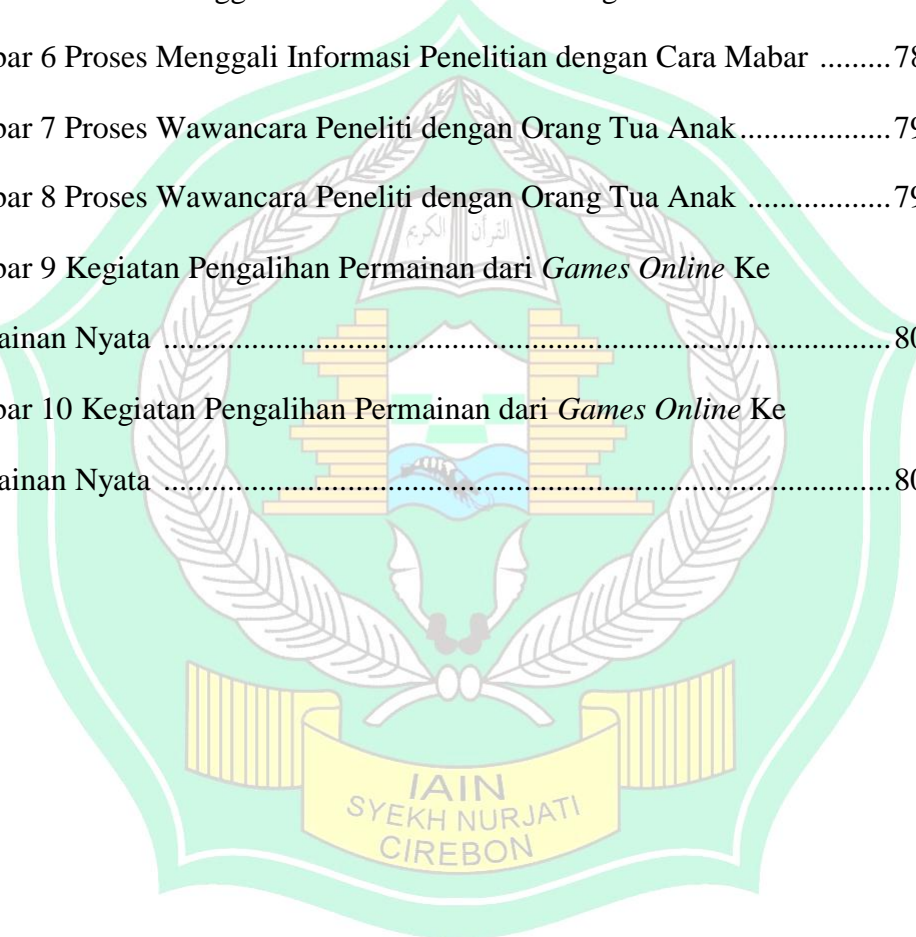 bar 6 Proses Menggali Informasi Penelitian dengan Cara Mabar .........78
bar 7 Proses Wawancara Peneliti dengan Orang Tua Anak...................79
bar 8 Proses Wawancara Peneliti dengan Orang Tua Anak .................79
bar 9 Kegiatan Pengalihan Permainan dari Games Online Ke
ainan Nyata .........................................................................................80
bar 10 Kegiatan Pengalihan Permainan dari Games Online Ke
ainan Nyata .........................................................................................80
القرآن الكريم
IAIN
SYEKH NURJATI
CIREBON